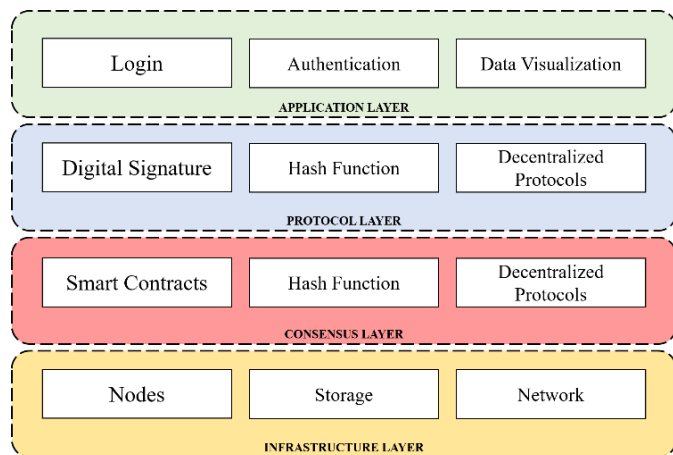 Login
Authentication
Data Visualization
APPLICATION LAYER
Digital Signature
Hash Function
Decentralized
Protocols
PROTOCOL LAYER
Smart Contracts
Hash Function
Decentralized
Protocols
CONSENSUS LAYER
Nodes
Storage
Network
INFRASTRUCTURE LAYER